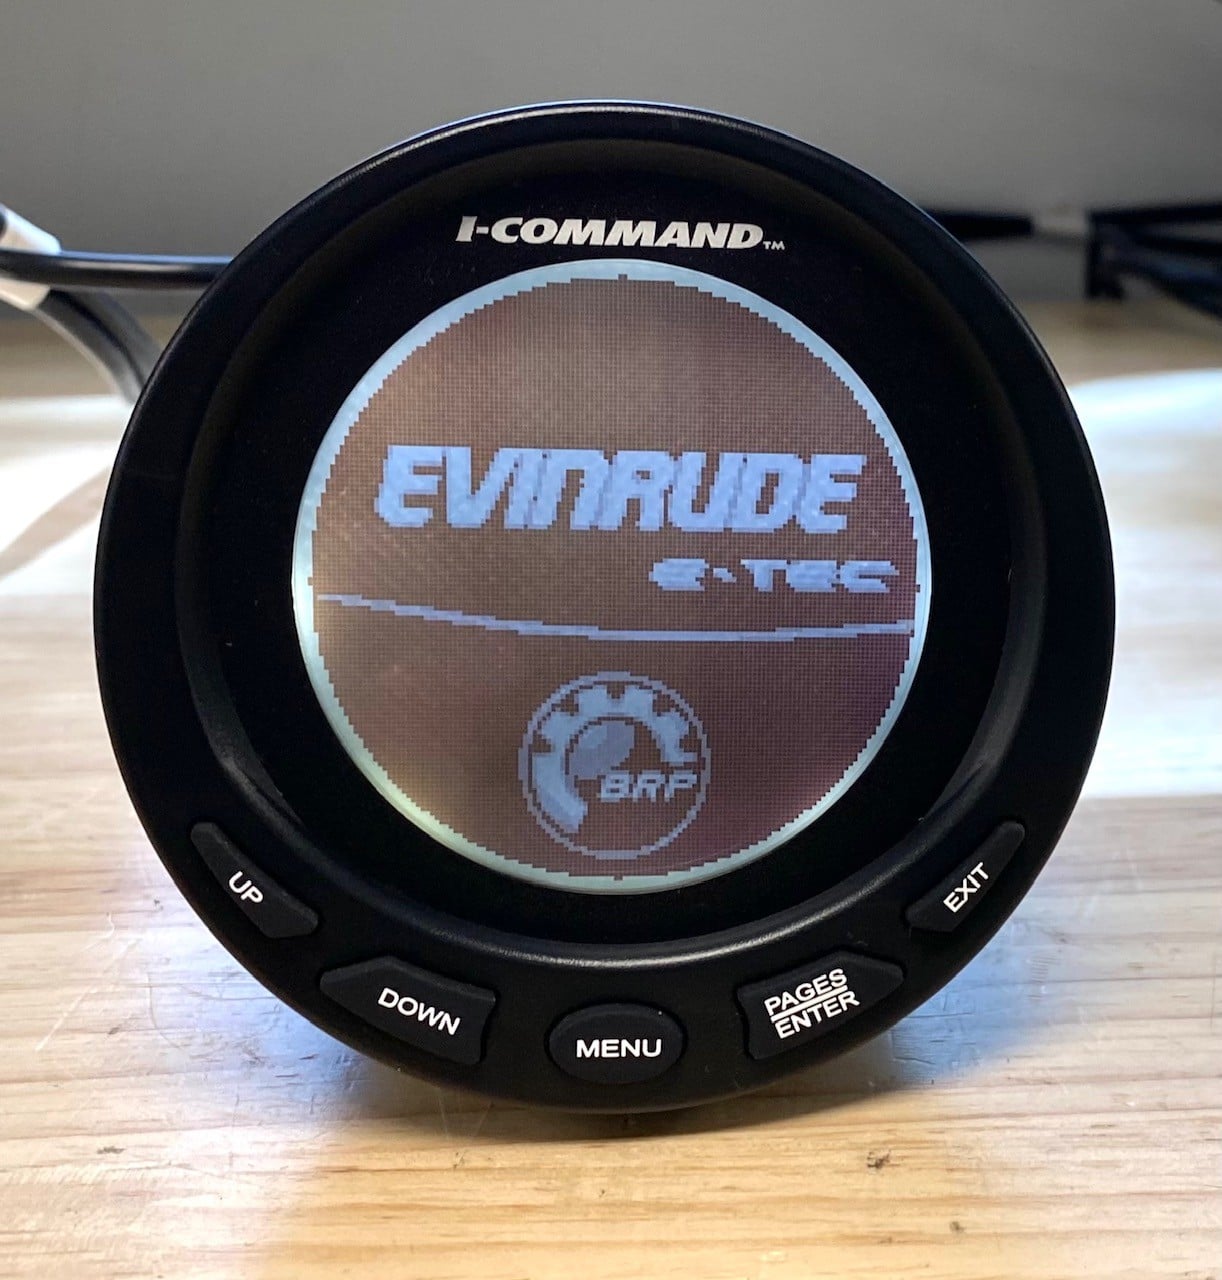 I-COMMAND™
EVINRUDE
E-TEC
BRP
UP
DOWN
MENU
PAGES
ENTER
EXIT